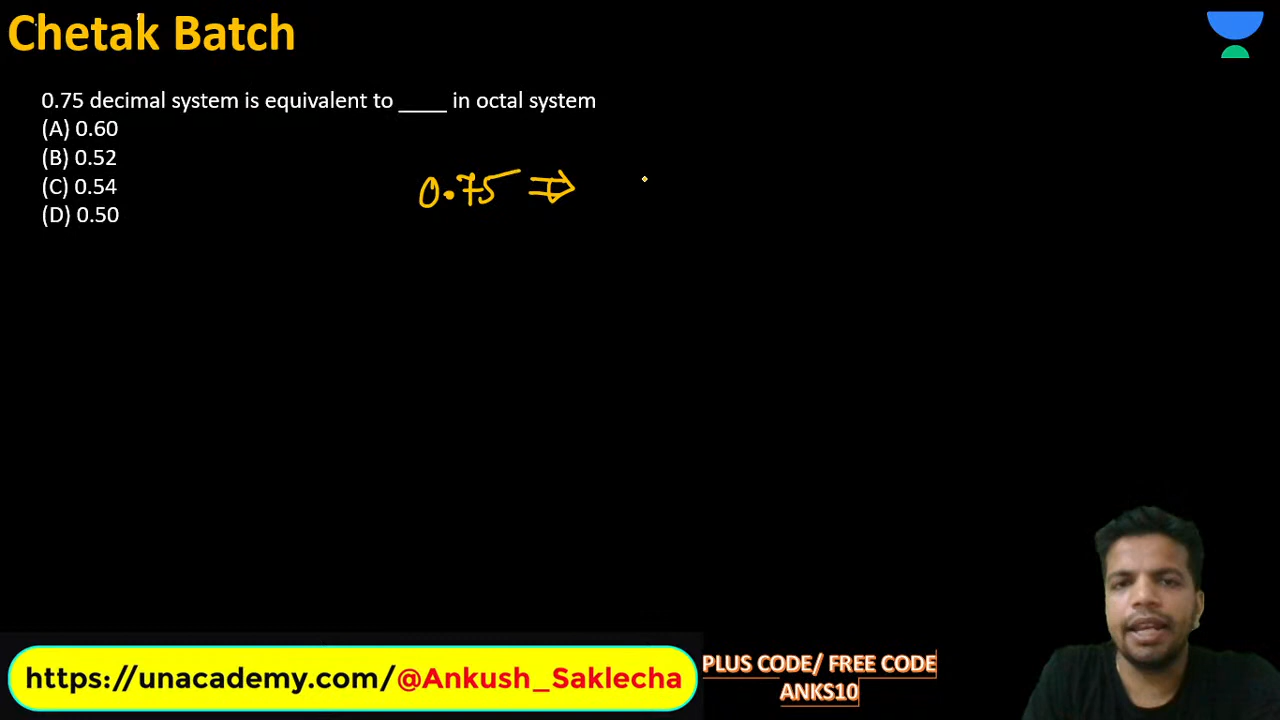 Chetak Batch
0.75 decimal system is equivalent to ____ in octal system
(A) 0.60
(B) 0.52
(C) 0.54
(D) 0.50
0.75 ⇒
https://unacademy.com/@Ankush_Saklecha
PLUS CODE/ FREE CODE
ANKS10